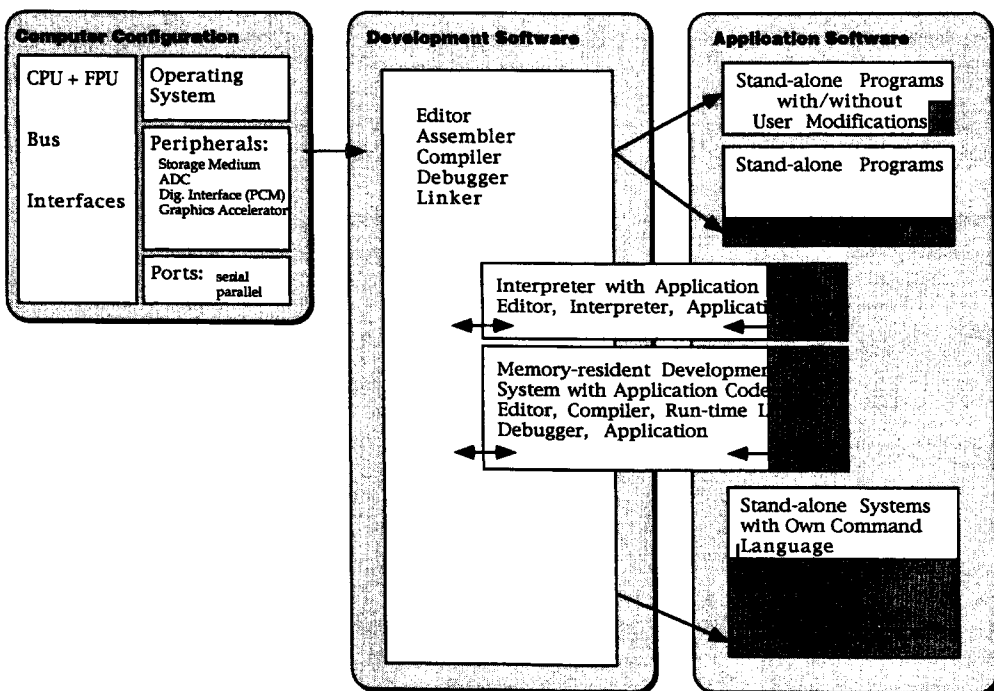 Computer Configuration
CPU + FPU
Bus
Interfaces
Operating
System
Peripherals:
Storage Medium
ADC
Dig. Interface (PCM)
Graphics Accelerator
Ports: serial
parallel
Development Software
Editor
Assembler
Compiler
Debugger
Linker
Application Software
Stand-alone Programs
with/without
User Modifications
Stand-alone Programs
Interpreter with Application
Editor, Interpreter, Applicati
Memory-resident Developmen
System with Application Code
Editor, Compiler, Run-time L
Debugger, Application
Stand-alone Systems
with Own Command
Language